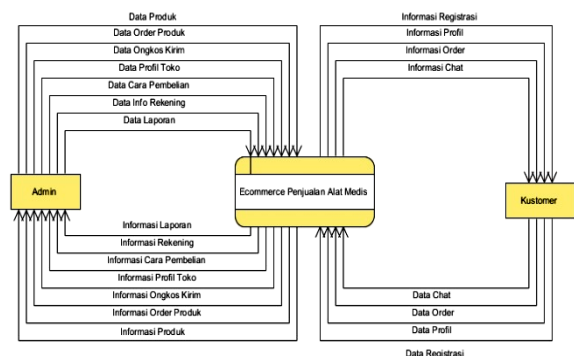 Data Produk
Data Order Produk
Data Ongkos Kirim
Data Profil Toko
Data Cara Pembelian
Data Info Rekening
Data Laporan
Informasi Registrasi
Informasi Profil
Informasi Order
Informasi Chat
Admin
Ecommerce Penjualan Alat Medis
Kustomer
Informasi Laporan
Informasi Rekening
Informasi Cara Pembelian
Informasi Profil Toko
Informasi Ongkos Kirim
Informasi Order Produk
Informasi Produk
Data Chat
Data Order
Data Profil
Data Registrasi